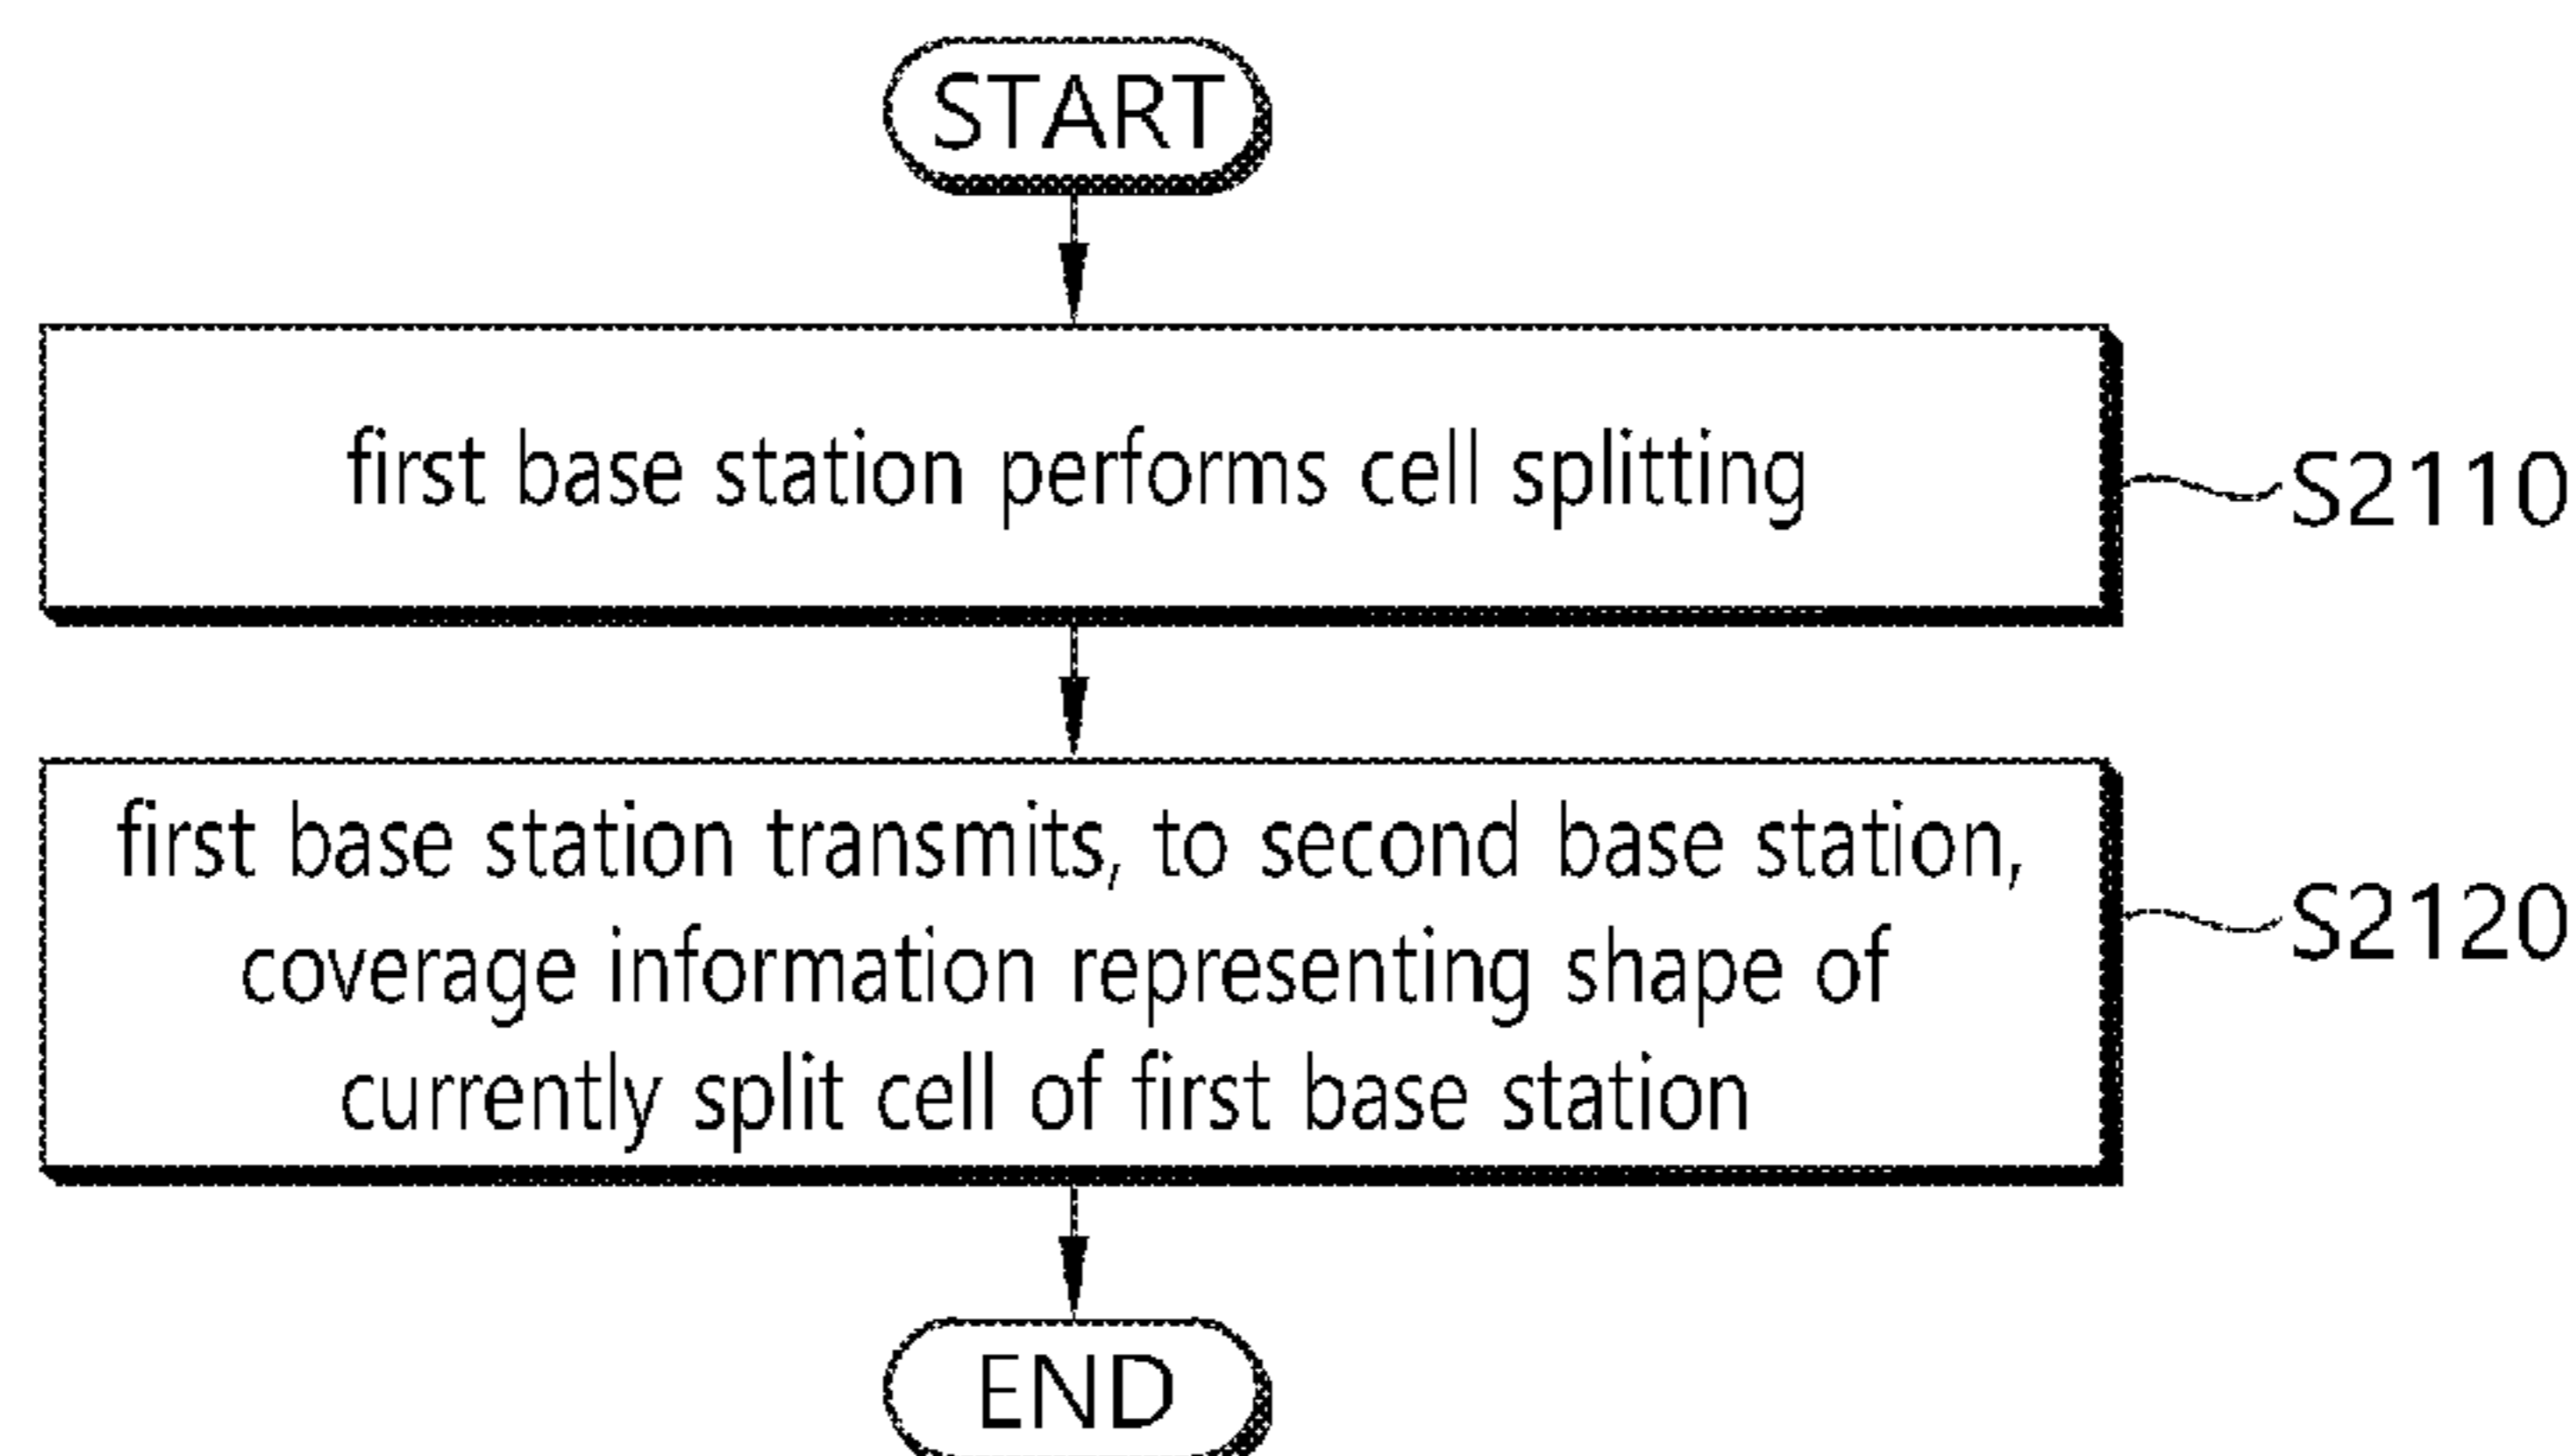 START
first base station performs cell splitting
S2110
first base station transmits, to second base station,
coverage information representing shape of
currently split cell of first base station
S2120
END